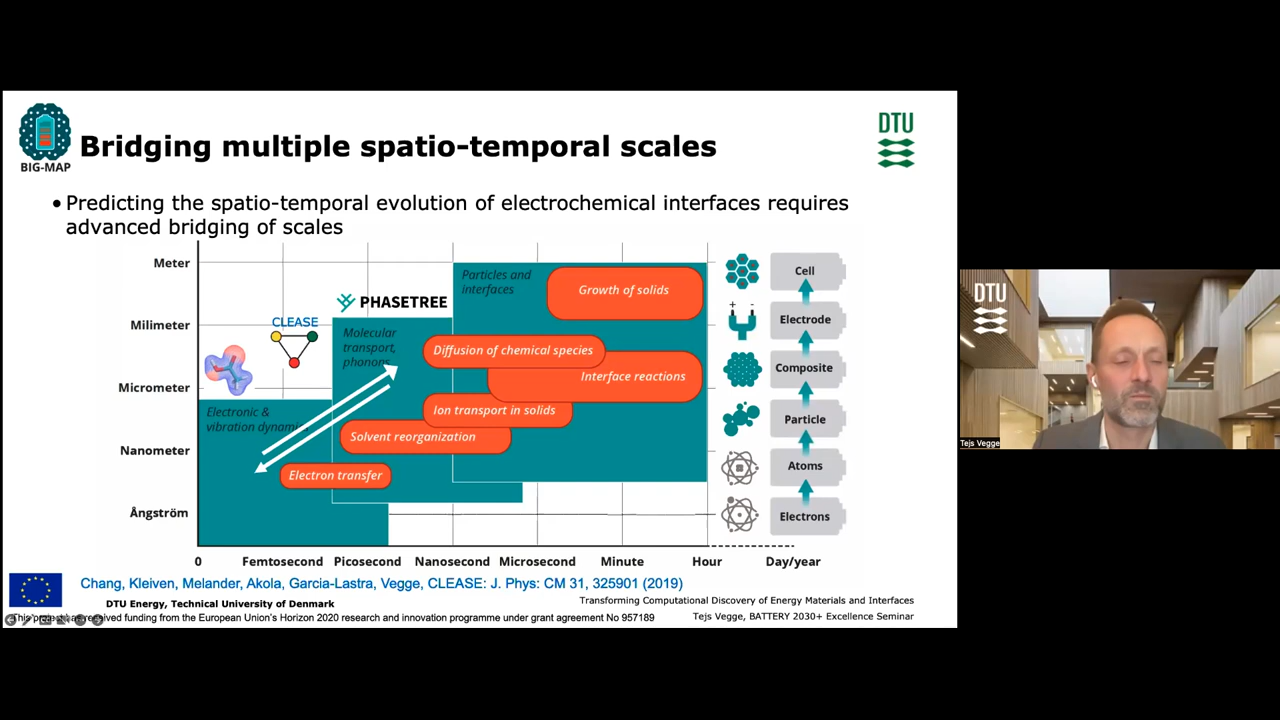 BIG-MAP
Bridging multiple spatio-temporal scales
DTU
• Predicting the spatio-temporal evolution of electrochemical interfaces requires
advanced bridging of scales
Meter
Milimeter
Micrometer
Nanometer
Ångström
Particles and
interfaces
Growth of solids
PHASETREE
CLEASE
Molecular
transport,
phonons
Diffusion of chemical species
Interface reactions
Electronic &
vibration dynamics
Ion transport in solids
Solvent reorganization
Electron transfer
+ -
Cell
Electrode
Composite
Particle
Atoms
Electrons
0
Femtosecond
Picosecond
Nanosecond
Microsecond
Minute
Hour
Day/year
Chang, Kleiven, Melander, Akola, Garcia-Lastra, Vegge, CLEASE: J. Phys: CM 31, 325901 (2019)
DTU Energy, Technical University of Denmark
Transforming Computational Discovery of Energy Materials and Interfaces
This project has received funding from the European Union's Horizon 2020 research and innovation programme under grant agreement No 957189
Tejs Vegge, BATTERY 2030+ Excellence Seminar
DTU
Tejs Vegge